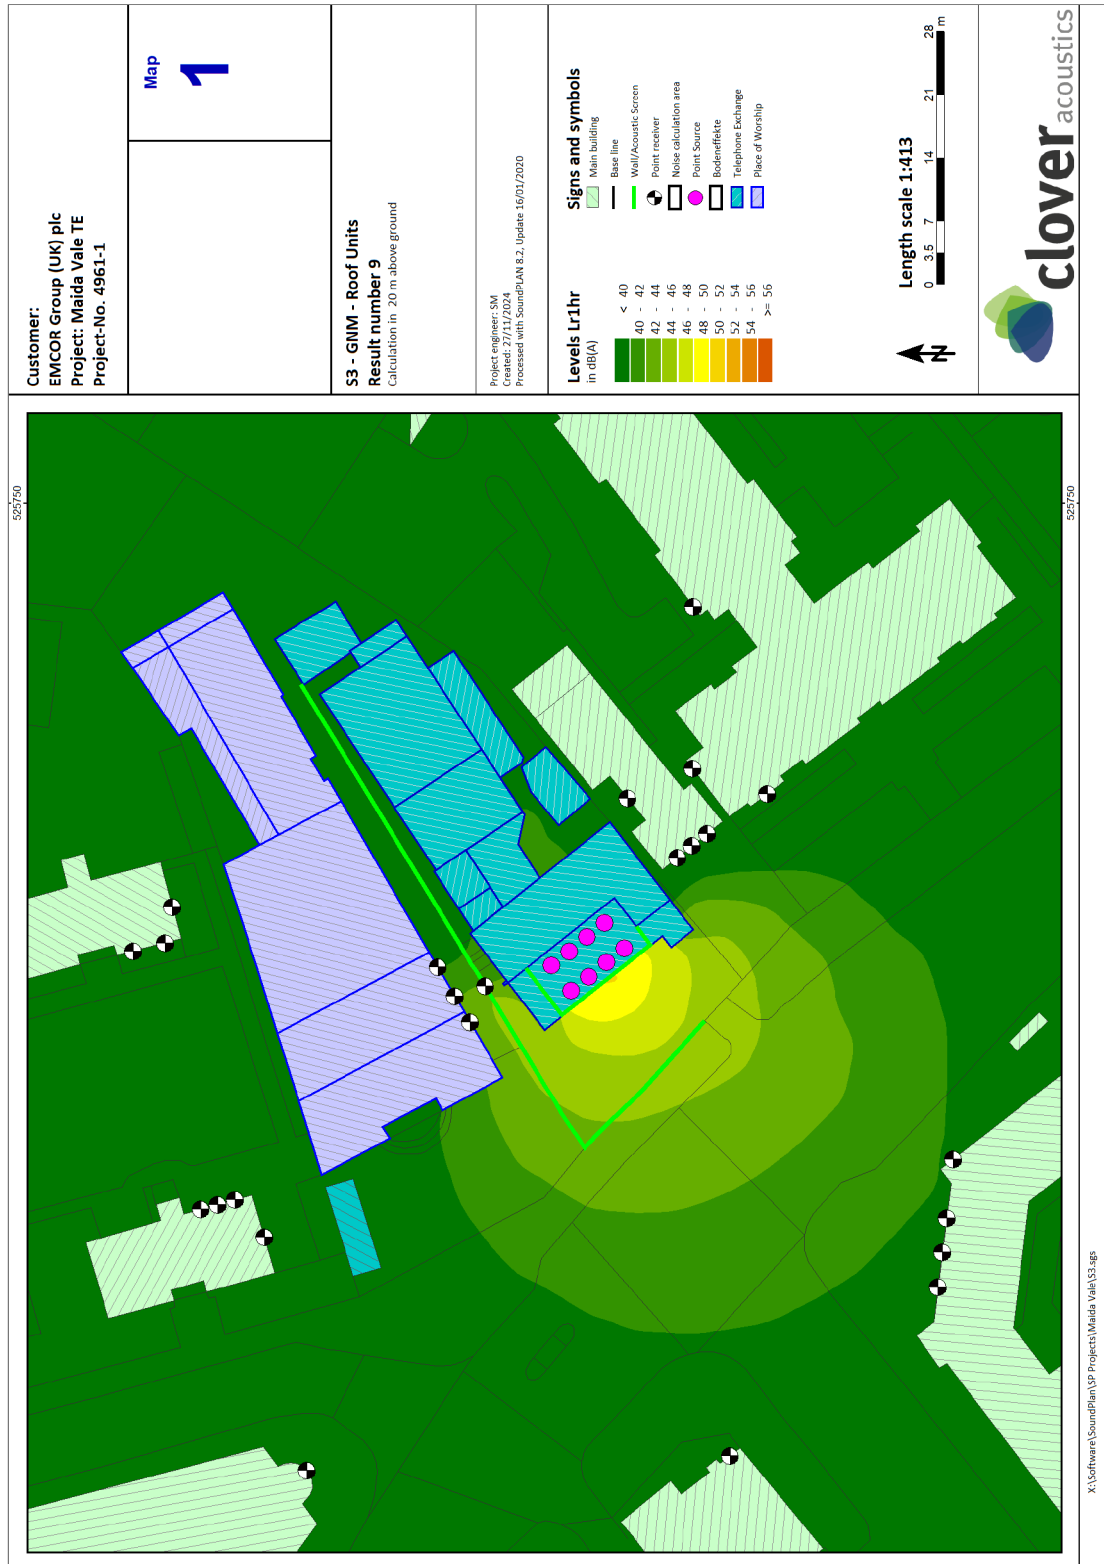 Customer:
EMCOR Group (UK) plc
Project: Maida Vale TE
Project-No. 4961-1
Map
1
S3 - GNM - Roof Units
Result number 9
Calculation in 20 m above ground
Project engineer: SM
Created: 27/11/2024
Processed with SoundPLAN 8.2, Update 16/01/2020
Signs and symbols
Main building
Base line
Wall/Acoustic Screen
Point receiver
Noise calculation area
Point Source
Bodeneffekte
Telephone Exchange
Place of Worship
Levels Lr1hr
in dB(A)
< 40
40 - 42
42 - 44
44 - 46
46 - 48
48 - 50
50 - 52
52 - 54
54 - 56
>= 56
Length scale 1:413
0 3.5 7 14 21 28
m
N
clover acoustics
525750
525750
X:\Software\SoundPlan\SP Projects\Maida Vale\S3.sgs